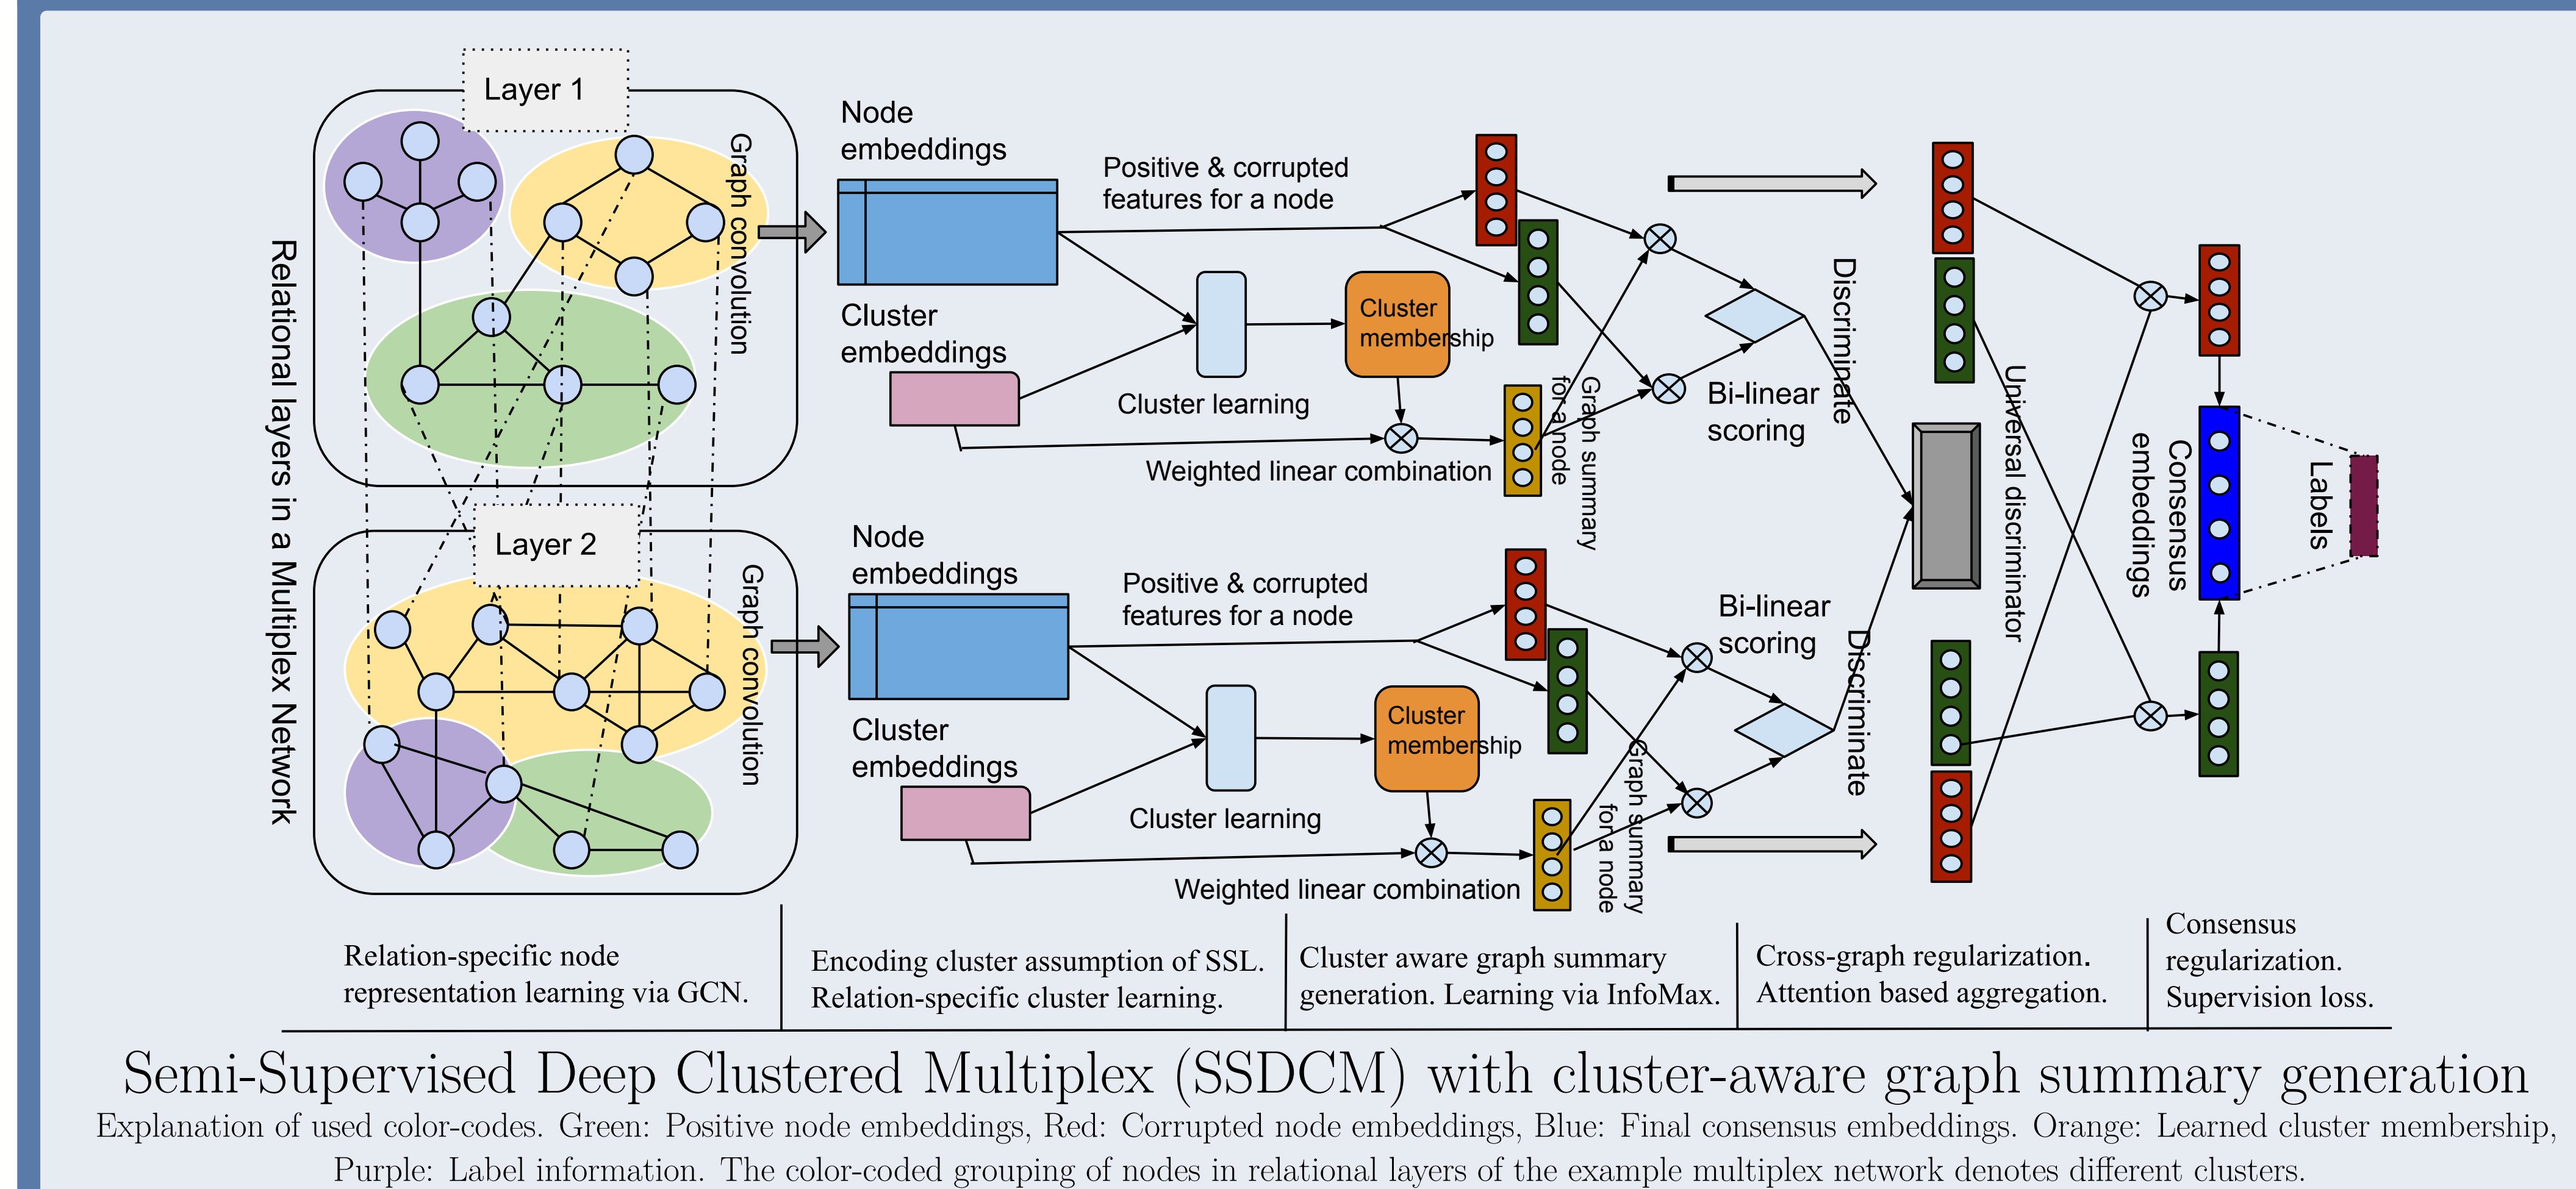 Relational layers in a Multiplex Network
Layer 1
Graph convolution
Node
embeddings
Cluster
embeddings
Positive & corrupted
features for a node
Cluster learning
Cluster
membership
Weighted linear combination
Graph summary
for a node
Bi-linear
scoring
Discriminate
Layer 2
Graph convolution
Node
embeddings
Cluster
embeddings
Positive & corrupted
features for a node
Cluster learning
Cluster
membership
Weighted linear combination
Graph summary
for a node
Bi-linear
scoring
Discriminate
Universal discriminator
Consensus
embeddings
Labels
Relation-specific node
representation learning via GCN.
Encoding cluster assumption of SSL.
Relation-specific cluster learning.
Cluster aware graph summary
generation. Learning via InfoMax.
Cross-graph regularization.
Attention based aggregation.
Consensus
regularization.
Supervision loss.
Semi-Supervised Deep Clustered Multiplex (SSDCM) with cluster-aware graph summary generation
Explanation of used color-codes. Green: Positive node embeddings, Red: Corrupted node embeddings, Blue: Final consensus embeddings. Orange: Learned cluster membership,
Purple: Label information. The color-coded grouping of nodes in relational layers of the example multiplex network denotes different clusters.